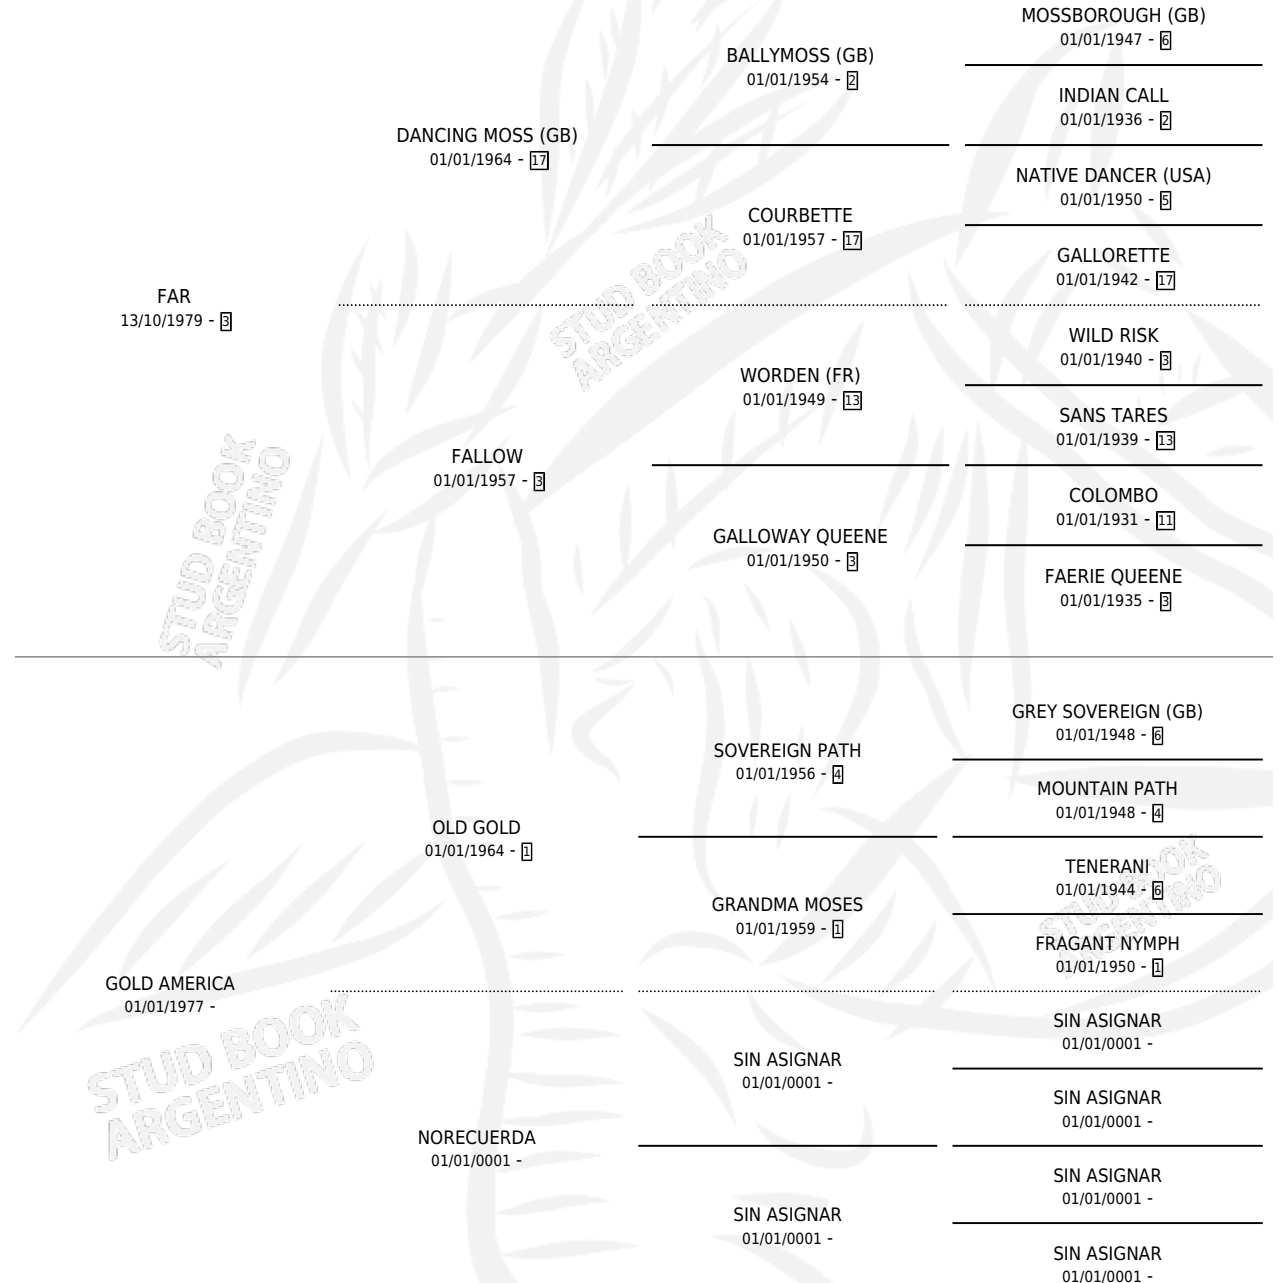 MOSSBOROUGH (GB)
01/01/1947 - 6
BALLYMOSS (GB)
01/01/1954 - 2
INDIAN CALL
01/01/1936 - 2
DANCING MOSS (GB)
01/01/1964 - 17
NATIVE DANCER (USA)
01/01/1950 - 5
COURBETTE
01/01/1957 - 17
GALLORETTE
01/01/1942 - 17
FAR
13/10/1979 - 3
WILD RISK
01/01/1940 - 3
WORDEN (FR)
01/01/1949 - 13
SANS TARES
01/01/1939 - 13
FALLOW
01/01/1957 - 3
COLOMBO
01/01/1931 - 11
GALLOWAY QUEENE
01/01/1950 - 3
FAERIE QUEENE
01/01/1935 - 3
GREY SOVEREIGN (GB)
01/01/1948 - 6
SOVEREIGN PATH
01/01/1956 - 4
MOUNTAIN PATH
01/01/1948 - 4
OLD GOLD
01/01/1964 - 1
TENERANI
01/01/1944 - 6
GRANDMA MOSES
01/01/1959 - 1
FRAGANT NYMPH
01/01/1950 - 1
GOLD AMERICA
01/01/1977 -
SIN ASIGNAR
01/01/0001 -
SIN ASIGNAR
01/01/0001 -
SIN ASIGNAR
01/01/0001 -
NORECUERDA
01/01/0001 -
SIN ASIGNAR
01/01/0001 -
SIN ASIGNAR
01/01/0001 -
SIN ASIGNAR
01/01/0001 -
STUD BOOK
ARGENTINO
STUD BOOK
ARGENTINO
STUD BOOK
ARGENTINO
STUD BOOK
ARGENTINO